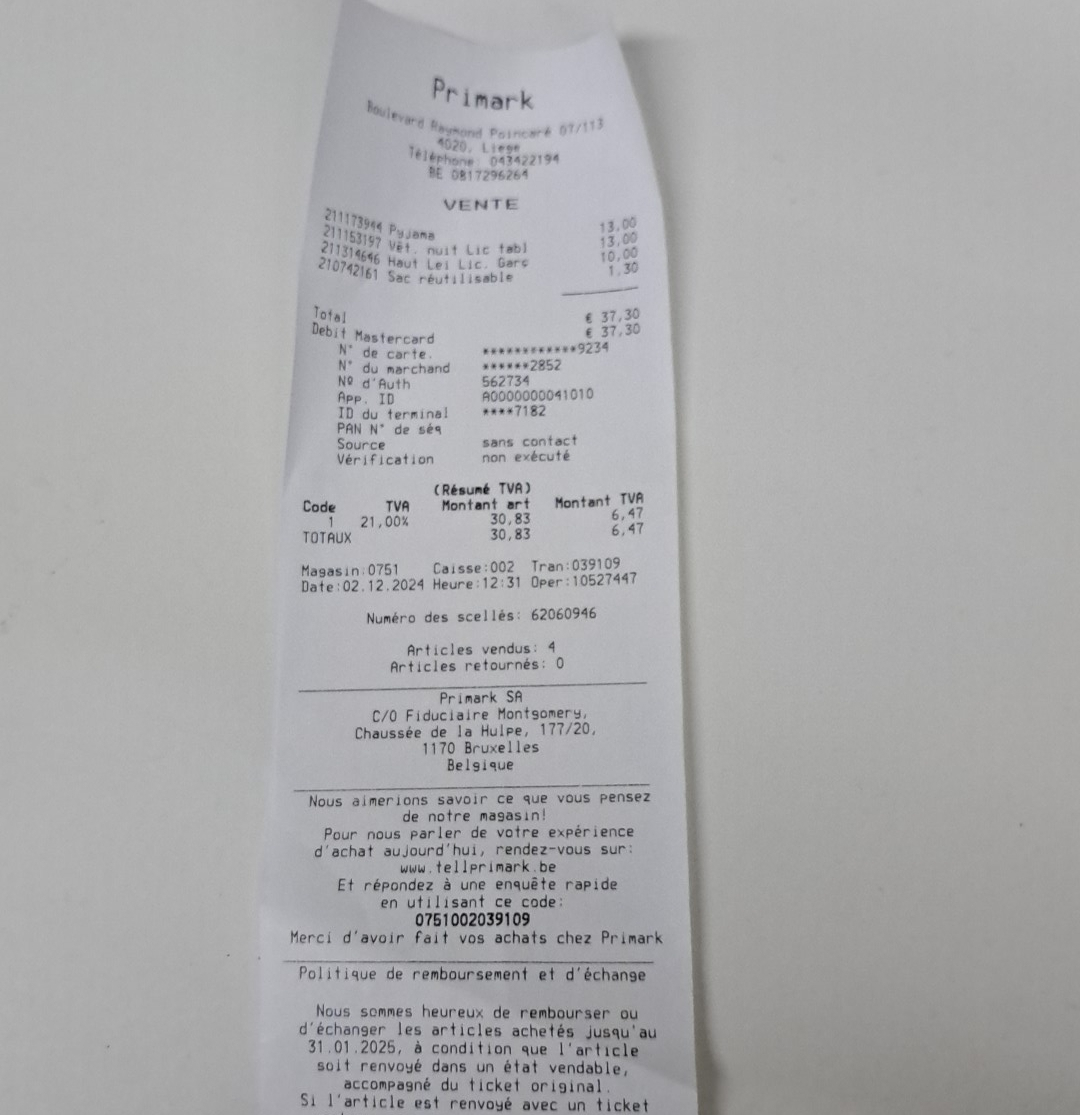 Primark
Boulevard Raymond Poincaré 07/113
4020, Liege
Téléphone: 043422194
BE 0817296264
VENTE
211173944 Pyjama 13,00
211153197 Vêt. nuit Lic tabl 13,00
211314646 Haut Lei Lic. Garc 10,00
210742161 Sac réutilisable 1,30
Total € 37,30
Debit Mastercard € 37,30
N° de carte. ************9234
N° du marchand ******2852
Nº d'Auth 562734
App. ID A0000000041010
ID du terminal ****7182
PAN N° de séq
Source sans contact
Vérification non exécuté
(Résumé TVA)
Code TVA Montant art Montant TVA
1 21,00% 30,83 6,47
TOTAUX 30,83 6,47
Magasin:0751 Caisse:002 Tran:039109
Date:02.12.2024 Heure:12:31 Oper:10527447
Numéro des scellés: 62060946
Articles vendus: 4
Articles retournés: 0
Primark SA
C/O Fiduciaire Montgomery,
Chaussée de la Hulpe, 177/20,
1170 Bruxelles
Belgique
Nous aimerions savoir ce que vous pensez
de notre magasin!
Pour nous parler de votre expérience
d'achat aujourd'hui, rendez-vous sur:
www.tellprimark.be
Et répondez à une enquête rapide
en utilisant ce code:
0751002039109
Merci d'avoir fait vos achats chez Primark
Politique de remboursement et d'échange
Nous sommes heureux de rembourser ou
d'échanger les articles achetés jusqu'au
31.01.2025, à condition que l'article
soit renvoyé dans un état vendable,
accompagné du ticket original.
Si l'article est renvoyé avec un ticket